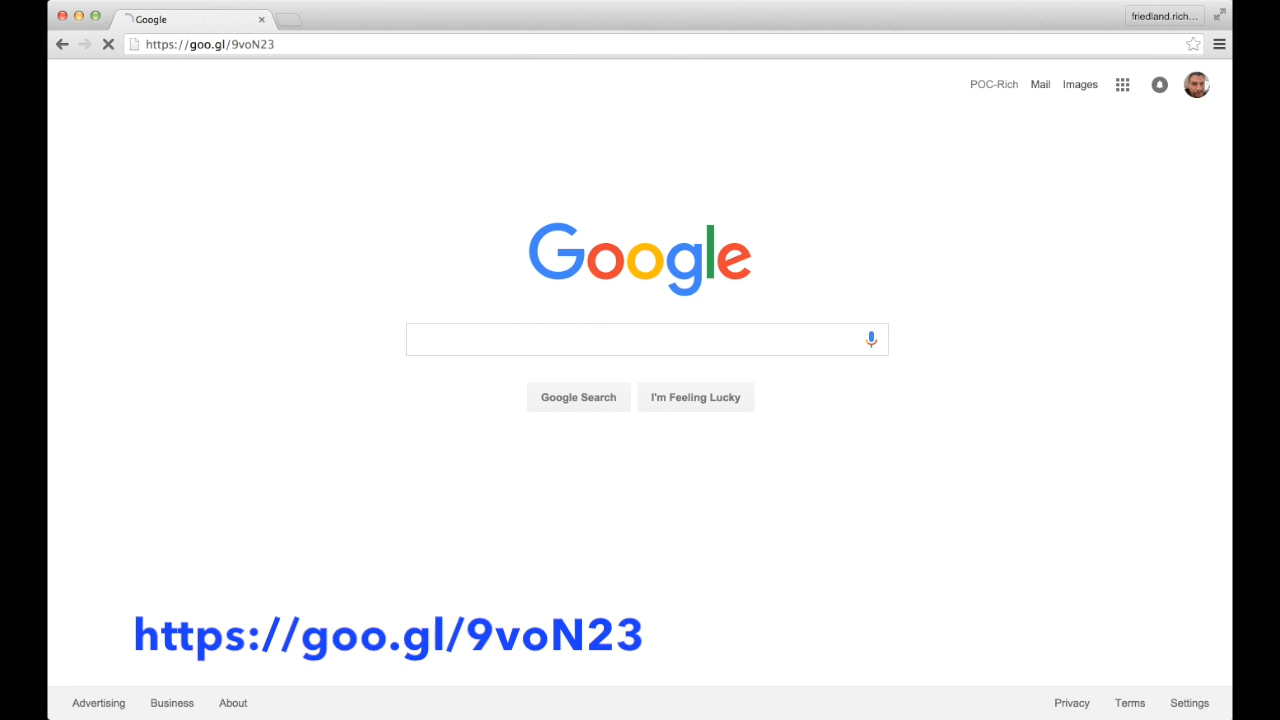 Google
friedland.rich...
https://goo.gl/9voN23
POC-Rich Mail Images
Google
Google Search I'm Feeling Lucky
https://goo.gl/9voN23
Advertising Business About Privacy Terms Settings